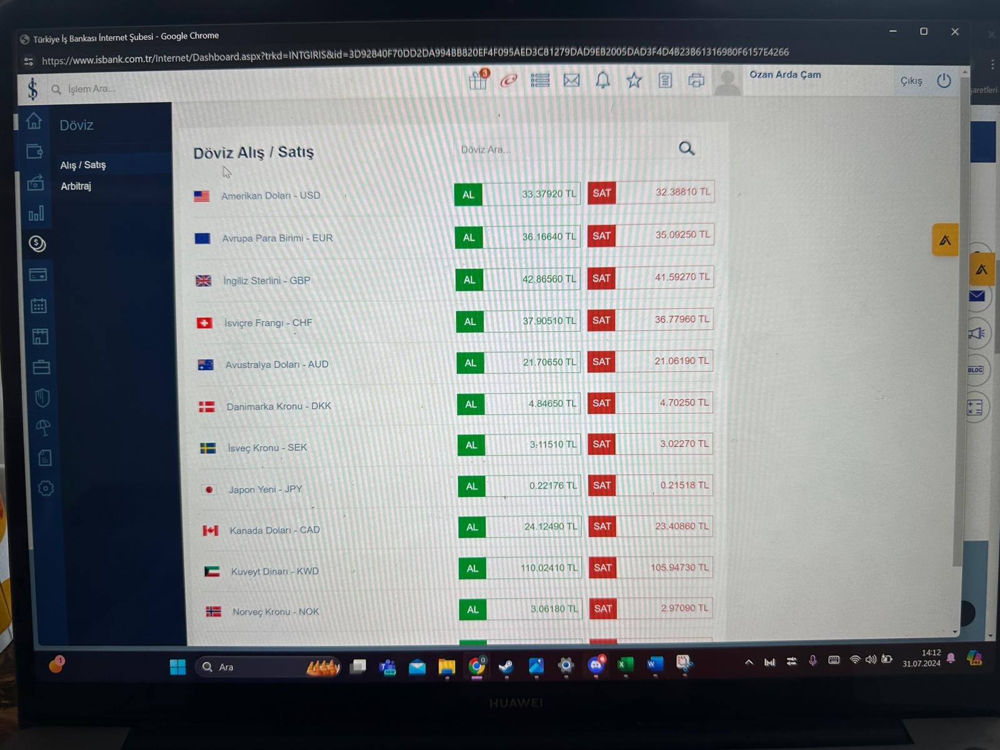 Türkiye İş Bankası İnternet Şubesi - Google Chrome
https://www.isbank.com.tr/Internet/Dashboard.aspx?trkd=INTGIRIS&id=3D92840F70DD2DA994BB820EF4F095AED3C81279DAD9EB2005DAD3F4D4B23B61316980F6157E4266
İşlem Ara...
3
Ozan Arda Çam
Çıkış
şaretleri
Döviz
Alış / Satış
Arbitraj
Döviz Alış / Satış
Döviz Ara...
Amerikan Doları - USD AL 33.37920 TL SAT 32.38810 TL
Avrupa Para Birimi - EUR AL 36.16640 TL SAT 35.09250 TL
İngiliz Sterlini - GBP AL 42.86560 TL SAT 41.59270 TL
İsviçre Frangı - CHF AL 37.90510 TL SAT 36.77960 TL
Avustralya Doları - AUD AL 21.70650 TL SAT 21.06190 TL
Danimarka Kronu - DKK AL 4.84650 TL SAT 4.70250 TL
İsveç Kronu - SEK AL 3.11510 TL SAT 3.02270 TL
Japon Yeni - JPY AL 0.22176 TL SAT 0.21518 TL
Kanada Doları - CAD AL 24.12490 TL SAT 23.40860 TL
Kuveyt Dinarı - KWD AL 110.02410 TL SAT 105.94730 TL
Norveç Kronu - NOK AL 3.06180 TL SAT 2.97090 TL
BLOG
1
Ara
NEW
14:12
31.07.2024
PRE
HUAWEI